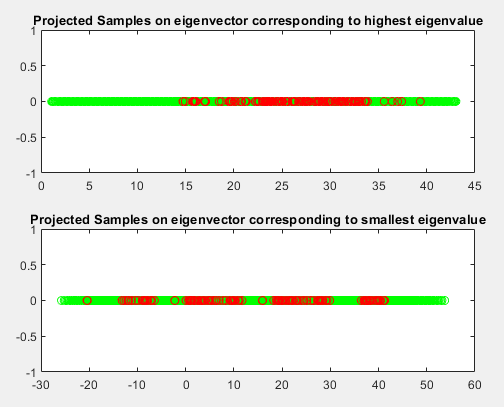 Projected Samples on eigenvector corresponding to highest eigenvalue
1
0.5
0
-0.5
-1
0 5 10 15 20 25 30 35 40 45
Projected Samples on eigenvector corresponding to smallest eigenvalue
1
0.5
0
-0.5
-1
-30 -20 -10 0 10 20 30 40 50 60